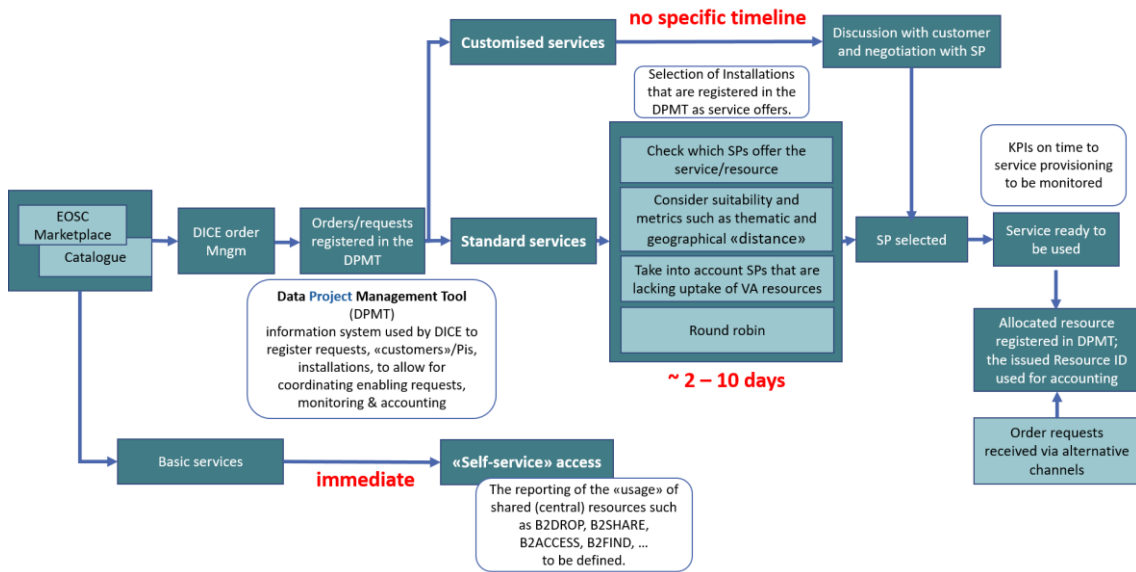 no specific timeline
Customised services
Discussion with customer
and negotiation with SP
Selection of Installations
that are registered in the
DPMT as service offers.
Check which SPs offer the
service/resource
Consider suitability and
metrics such as thematic and
geographical «distance»
Take into account SPs that are
lacking uptake of VA resources
Round robin
~ 2 – 10 days
KPIs on time to
service provisioning
to be monitored
EOSC
Marketplace
Catalogue
DICE order
Mngm
Orders/requests
registered in the
DPMT
Standard services
SP selected
Service ready to
be used
Data Project Management Tool
(DPMT)
information system used by DICE to
register requests, «customers»/Pis,
installations, to allow for
coordinating enabling requests,
monitoring & accounting
Allocated resource
registered in DPMT;
the issued Resource ID
used for accounting
Order requests
received via alternative
channels
Basic services
immediate
«Self-service» access
The reporting of the «usage» of
shared (central) resources such
as B2DROP, B2SHARE,
B2ACCESS, B2FIND, ...
to be defined.